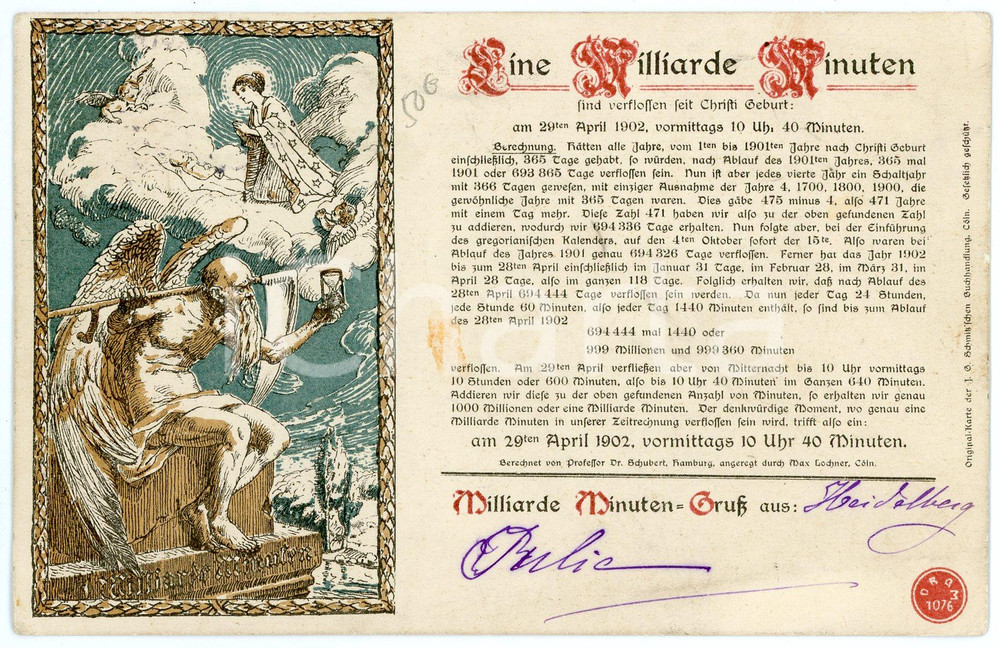 Eine Milliarde Minuten
sind verflossen seit Christi Geburt:
am 29ten April 1902, vormittags 10 Uhr 40 Minuten.
Berechnung. Hätten alle Jahre, vom 1ten bis 1901ten Jahre nach Christi Geburt
einschließlich, 365 Tage gehabt, so würden, nach Ablauf des 1901ten Jahres, 365 mal
1901 oder 693 865 Tage verflossen sein. Nun ist aber jedes vierte Jahr ein Schaltjahr
mit 366 Tagen gewesen, mit einziger Ausnahme der Jahre 4, 1700, 1800, 1900, die
gewöhnliche Jahre mit 365 Tagen waren. Dies gäbe 475 minus 4, also 471 Jahre
mit einem Tag mehr. Diese Zahl 471 haben wir also zu der oben gefundenen Zahl
zu addieren, wodurch wir 694 336 Tage erhalten. Nun folgte aber, bei der Einführung
des gregorianischen Kalenders, auf den 4ten Oktober sofort der 15te. Also waren bei
Ablauf des Jahres 1901 genau 694 326 Tage verflossen. Ferner hat das Jahr 1902
bis zum 28ten April einschließlich im Januar 31 Tage, im Februar 28, im März 31, im
April 28 Tage, also im ganzen 118 Tage. Folglich erhalten wir, daß nach Ablauf des
28ten April 694 444 Tage verflossen sein werden. Da nun jeder Tag 24 Stunden,
jede Stunde 60 Minuten, also jeder Tag 1440 Minuten enthält, so sind bis zum Ablauf
des 28ten April 1902
694 444 mal 1440 oder
999 Millionen und 999 360 Minuten
verflossen. Am 29ten April verfließen aber von Mitternacht bis 10 Uhr vormittags
10 Stunden oder 600 Minuten, also bis 10 Uhr 40 Minuten im Ganzen 640 Minuten.
Addieren wir diese zu der oben gefundenen Anzahl von Minuten, so erhalten wir genau
1000 Millionen oder eine Milliarde Minuten. Der denkwürdige Moment, wo genau eine
Milliarde Minuten in unserer Zeitrechnung verflossen sein wird, trifft also ein:
am 29ten April 1902, vormittags 10 Uhr 40 Minuten.
Berechnet von Professor Dr. Schubert, Hamburg, angeregt durch Max Lochner, Cöln.
Milliarde Minuten=Gruß aus: Heidelberg
Original-Karte der J. G. Schmitz'schen Buchhandlung, Cöln. Gesetzlich geschützt.
1 Milliarde Minuten
D R G M
1076
500